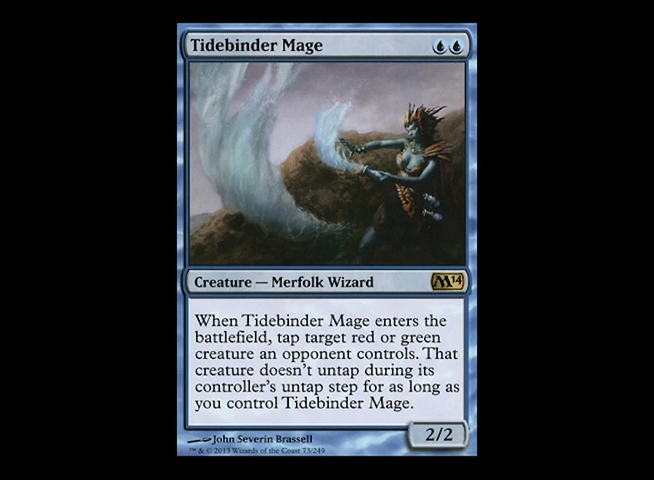 Tidebinder Mage
Creature — Merfolk Wizard
M14
When Tidebinder Mage enters the
battlefield, tap target red or green
creature an opponent controls. That
creature doesn't untap during its
controller's untap step for as long as
you control Tidebinder Mage.
2/2
John Severin Brassell
™ & © 2013 Wizards of the Coast 73/249